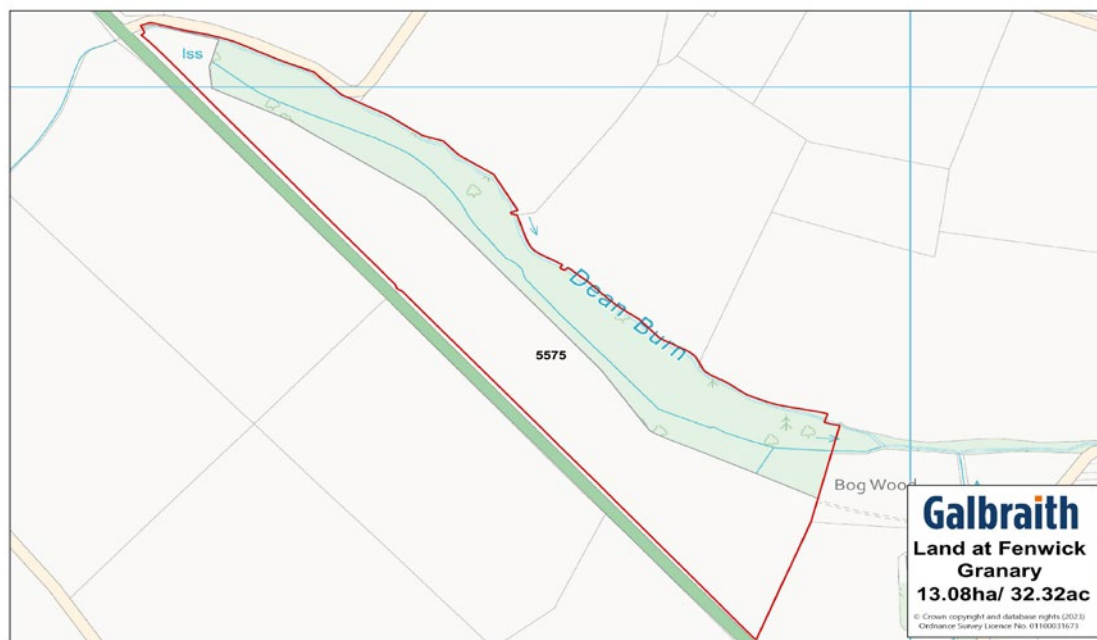 Iss
Dean Burn
5575
Bog Wood
Galbraith
Land at Fenwick
Granary
13.08ha/ 32.32ac
© Crown copyright and database rights (2023)
Ordnance Survey Licence No. 01100031673